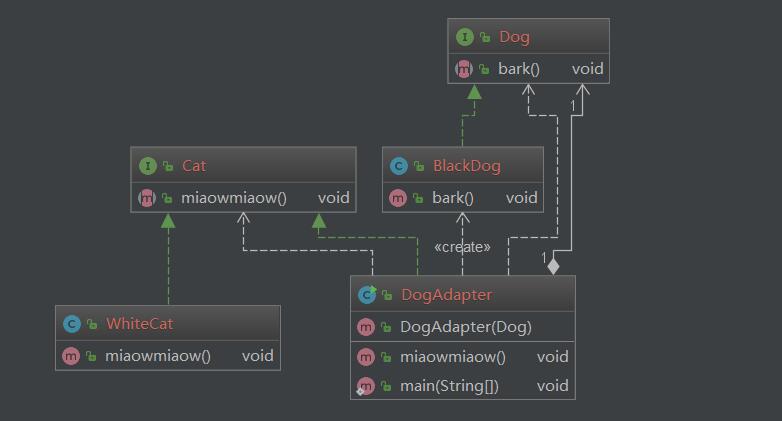 Dog
bark() void
1
Cat
miaowmiaow() void
BlackDog
bark() void
«create»
1
DogAdapter
DogAdapter(Dog)
miaowmiaow() void
main(String[]) void
WhiteCat
miaowmiaow() void